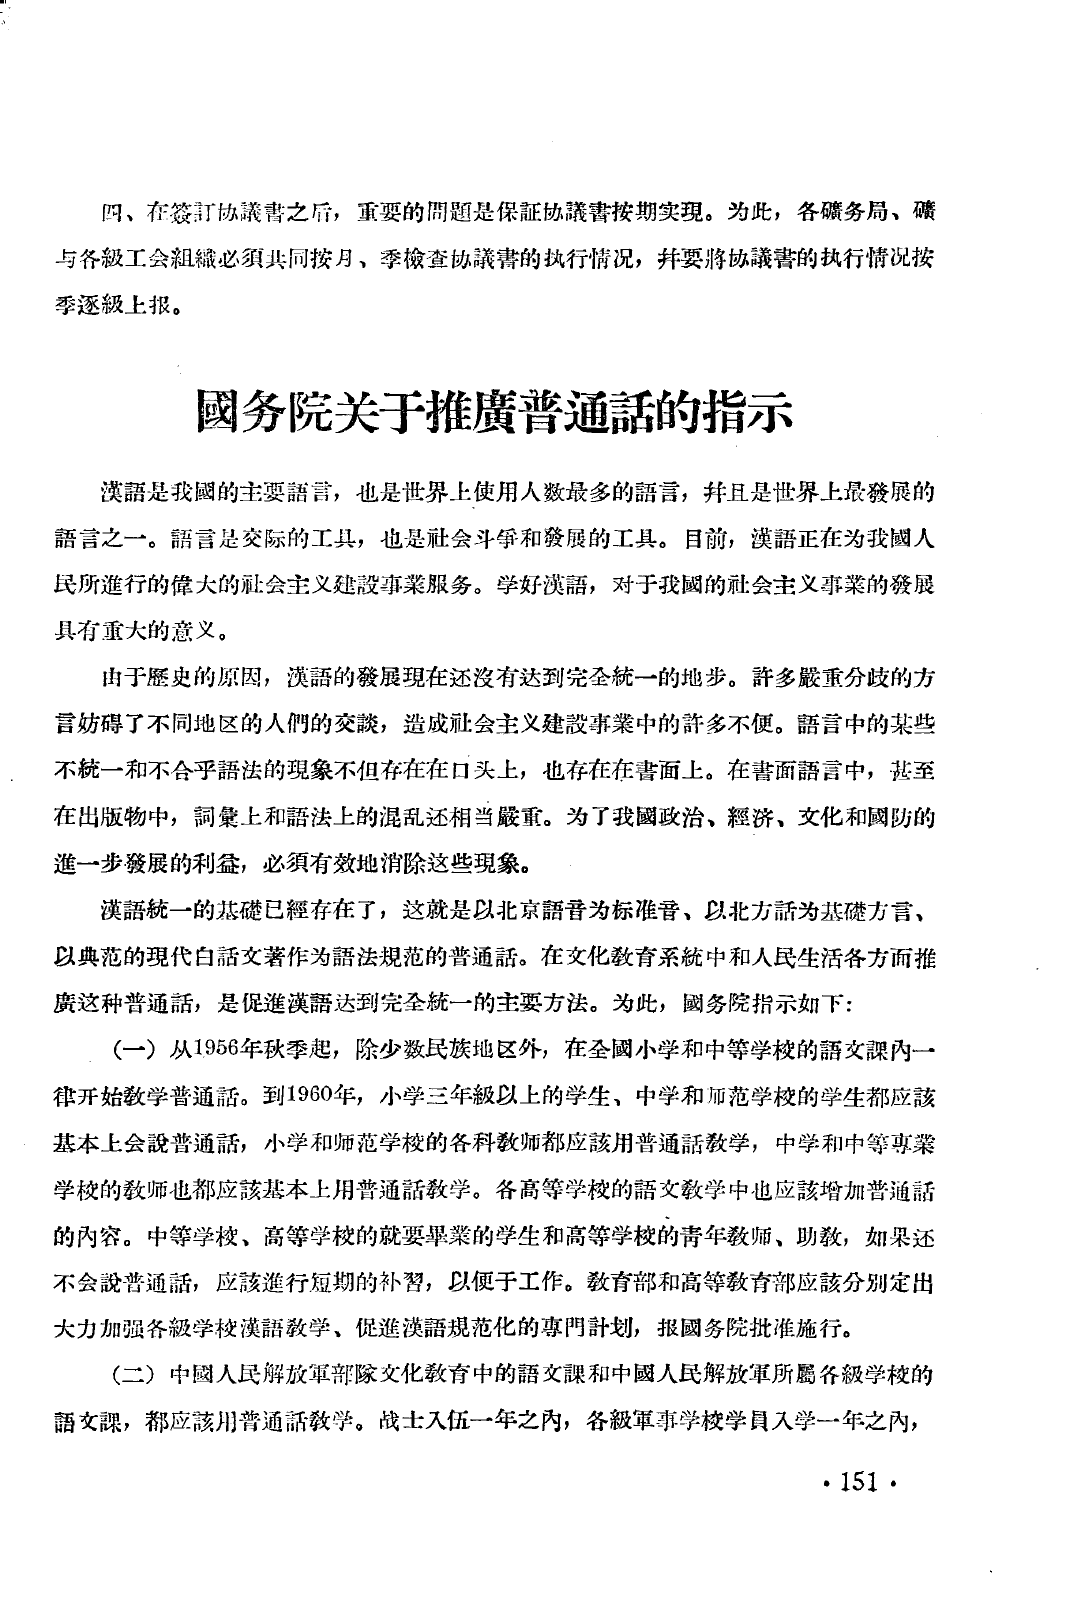 四、在簽訂协議書之后，重要的問題是保証协議書按期实現。为此，各礦务局、礦
与各級工会組織必須共同按月、季檢查协議書的执行情况，幷要將协議書的执行情况按
季逐級上报。
國务院关于推廣普通話的指示
漢語是我國的主要語言，也是世界上使用人数最多的語言，幷且是世界上最發展的
語言之一。語言是交际的工具，也是社会斗爭和發展的工具。目前，漢語正在为我國人
民所進行的偉大的社会主义建設事業服务。学好漢語，对于我國的社会主义事業的發展
具有重大的意义。
由于歷史的原因，漢語的發展現在还沒有达到完全統一的地步。許多嚴重分歧的方
言妨碍了不同地区的人們的交談，造成社会主义建設事業中的許多不便。語言中的某些
不統一和不合乎語法的現象不但存在在口头上，也存在在書面上。在書面語言中，甚至
在出版物中，詞彙上和語法上的混乱还相当嚴重。为了我國政治、經济、文化和國防的
進一步發展的利益，必須有效地消除这些現象。
漢語統一的基礎已經存在了，这就是以北京語音为标准音、以北方話为基礎方言、
以典范的現代白話文著作为語法規范的普通話。在文化教育系統中和人民生活各方面推
廣这种普通話，是促進漢語达到完全統一的主要方法。为此，國务院指示如下：
（一）从1956年秋季起，除少数民族地区外，在全國小学和中等学校的語文課內一
律开始教学普通話。到1960年，小学三年級以上的学生、中学和师范学校的学生都应該
基本上会說普通話，小学和师范学校的各科教师都应該用普通話教学，中学和中等專業
学校的教师也都应該基本上用普通話教学。各高等学校的語文教学中也应該增加普通話
的內容。中等学校、高等学校的就要畢業的学生和高等学校的青年教师、助教，如果还
不会說普通話，应該進行短期的补習，以便于工作。教育部和高等教育部应該分別定出
大力加强各級学校漢語教学、促進漢語規范化的專門計划，报國务院批准施行。
（二）中國人民解放軍部隊文化教育中的語文課和中國人民解放軍所屬各級学校的
語文課，都应該用普通話教学。战士入伍一年之內，各級軍事学校学員入学一年之內，
· 151 ·